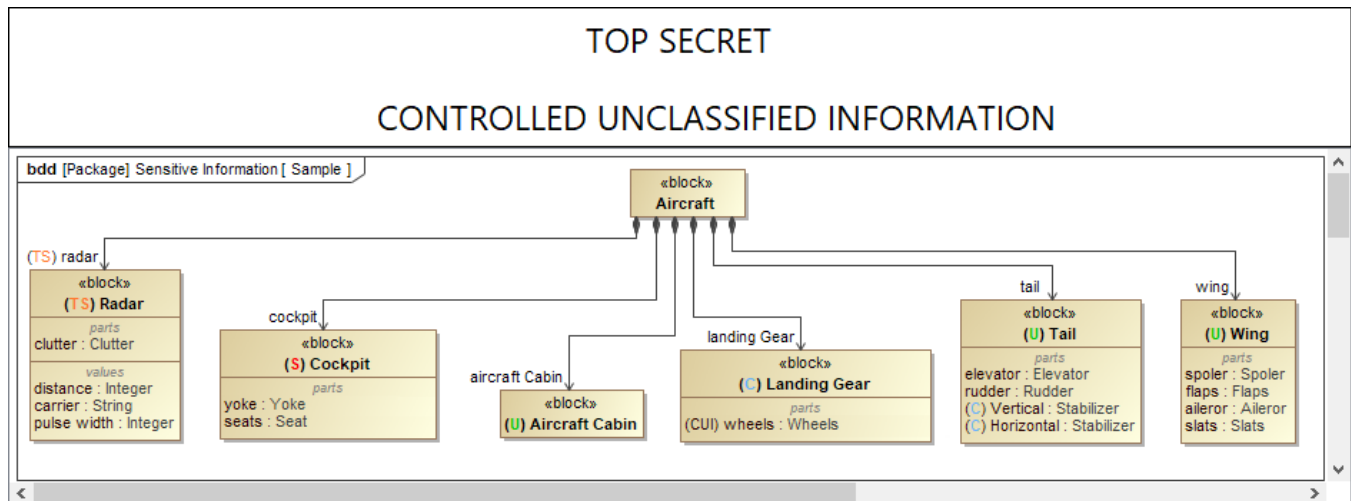 TOP SECRET
CONTROLLED UNCLASSIFIED INFORMATION
bdd [Package] Sensitive Information [ Sample ]
«block»
Aircraft
(TS) radar
«block»
(TS) Radar
parts
clutter : Clutter
values
distance : Integer
carrier : String
pulse width : Integer
cockpit
«block»
(S) Cockpit
parts
yoke : Yoke
seats : Seat
aircraft Cabin
«block»
(U) Aircraft Cabin
landing Gear
«block»
(C) Landing Gear
parts
(CUI) wheels : Wheels
tail
«block»
(U) Tail
parts
elevator : Elevator
rudder : Rudder
(C) Vertical : Stabilizer
(C) Horizontal : Stabilizer
wing
«block»
(U) Wing
parts
spoler : Spoler
flaps : Flaps
aileror : Aileror
slats : Slats